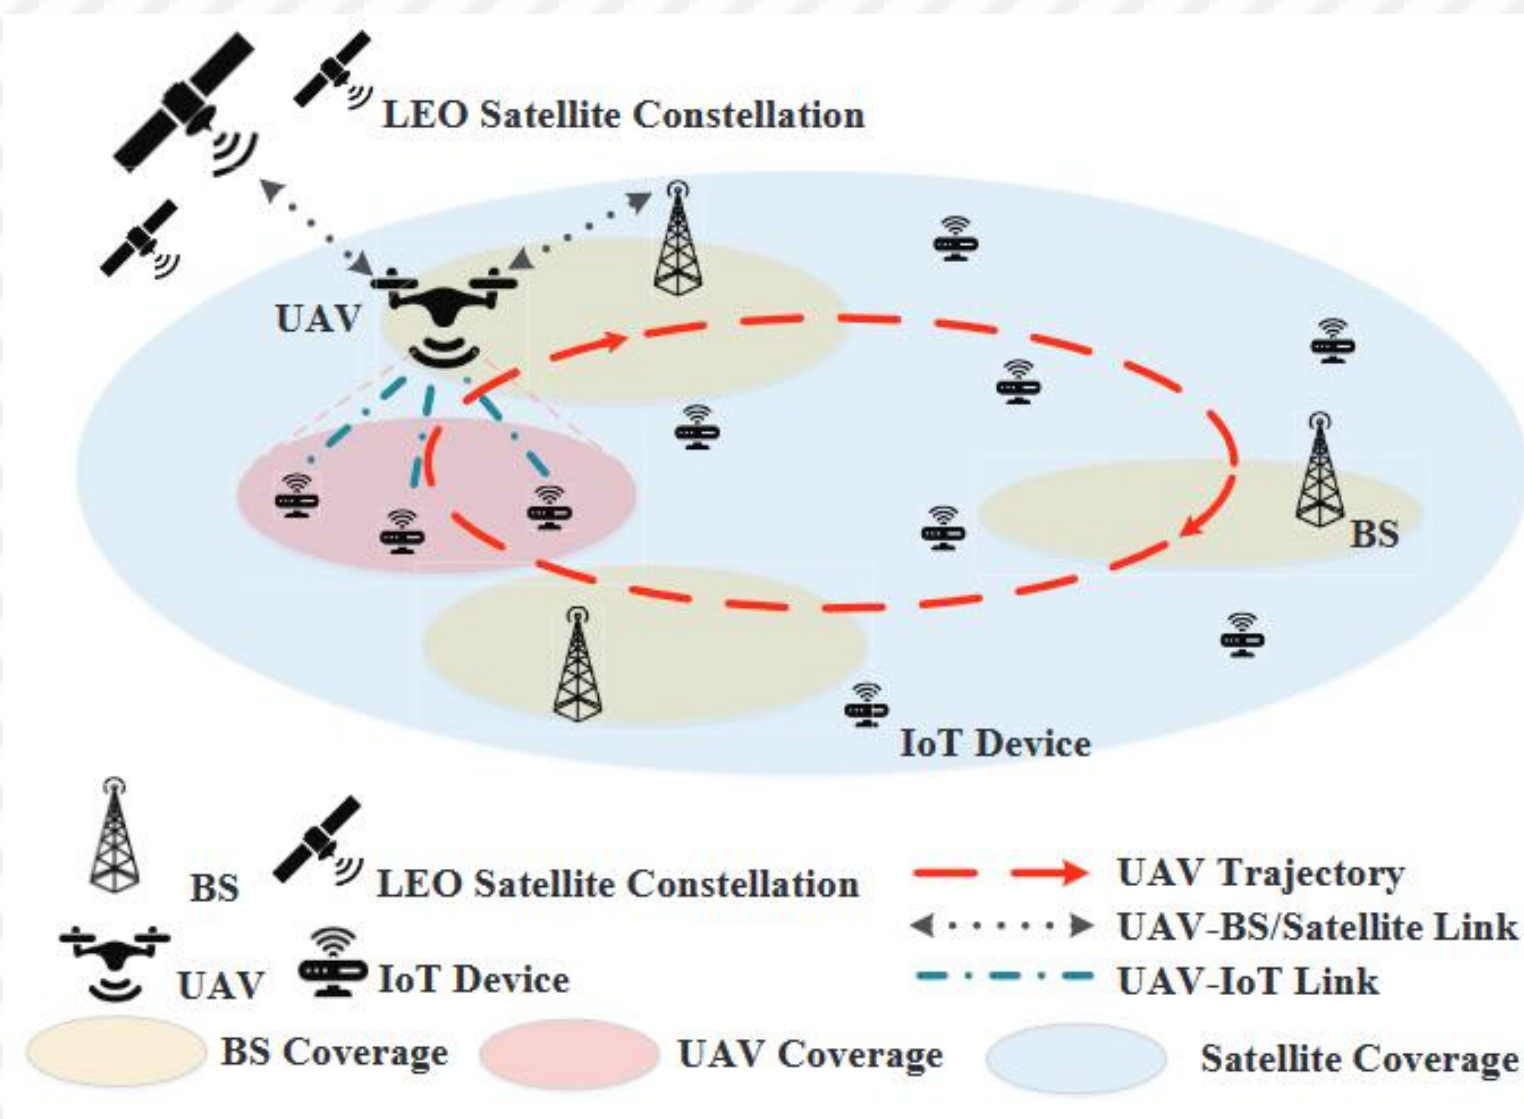 LEO Satellite Constellation
UAV
BS
IoT Device
BS
LEO Satellite Constellation
UAV Trajectory
UAV-BS/Satellite Link
UAV
IoT Device
UAV-IoT Link
BS Coverage
UAV Coverage
Satellite Coverage